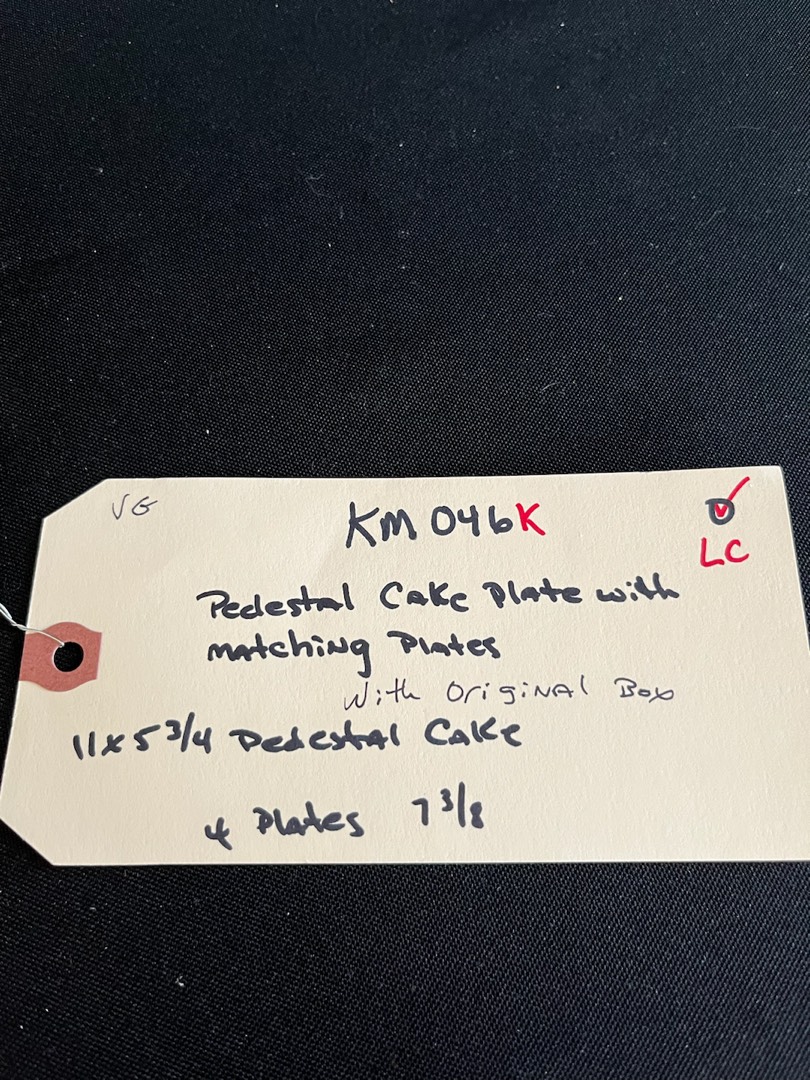 VG
KM046K
LC
Pedestal Cake Plate with
matching Plates
With Original Box
11x5 3/4 Pedestal Cake
4 Plates 7 3/8